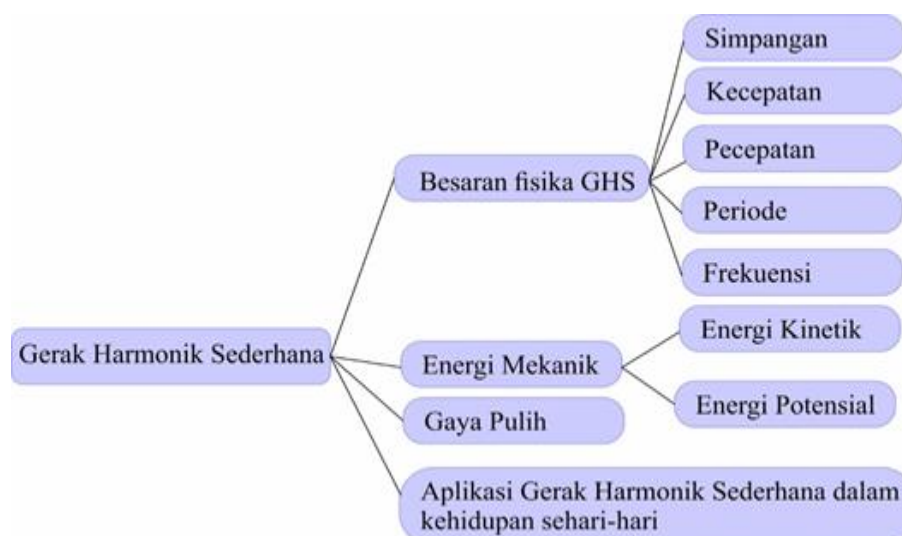 Simpangan
Kecepatan
Pecepatan
Besaran fisika GHS
Periode
Frekuensi
Energi Kinetik
Gerak Harmonik Sederhana
Energi Mekanik
Energi Potensial
Gaya Pulih
Aplikasi Gerak Harmonik Sederhana dalam
kehidupan sehari-hari